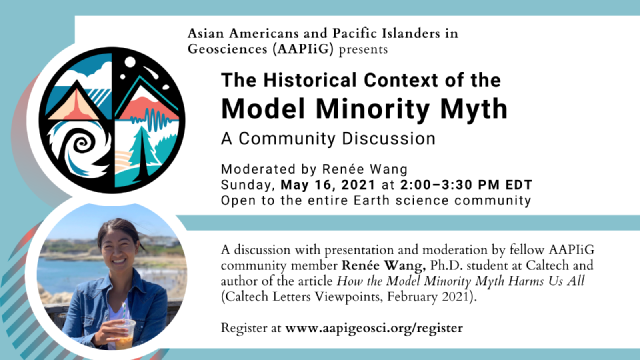 Asian Americans and Pacific Islanders in
Geosciences (AAPIiG) presents
The Historical Context of the
Model Minority Myth
A Community Discussion
Moderated by Renée Wang
Sunday, May 16, 2021 at 2:00–3:30 PM EDT
Open to the entire Earth science community
A discussion with presentation and moderation by fellow AAPIiG
community member Renée Wang, Ph.D. student at Caltech and
author of the article How the Model Minority Myth Harms Us All
(Caltech Letters Viewpoints, February 2021).
Register at www.aapigeosci.org/register